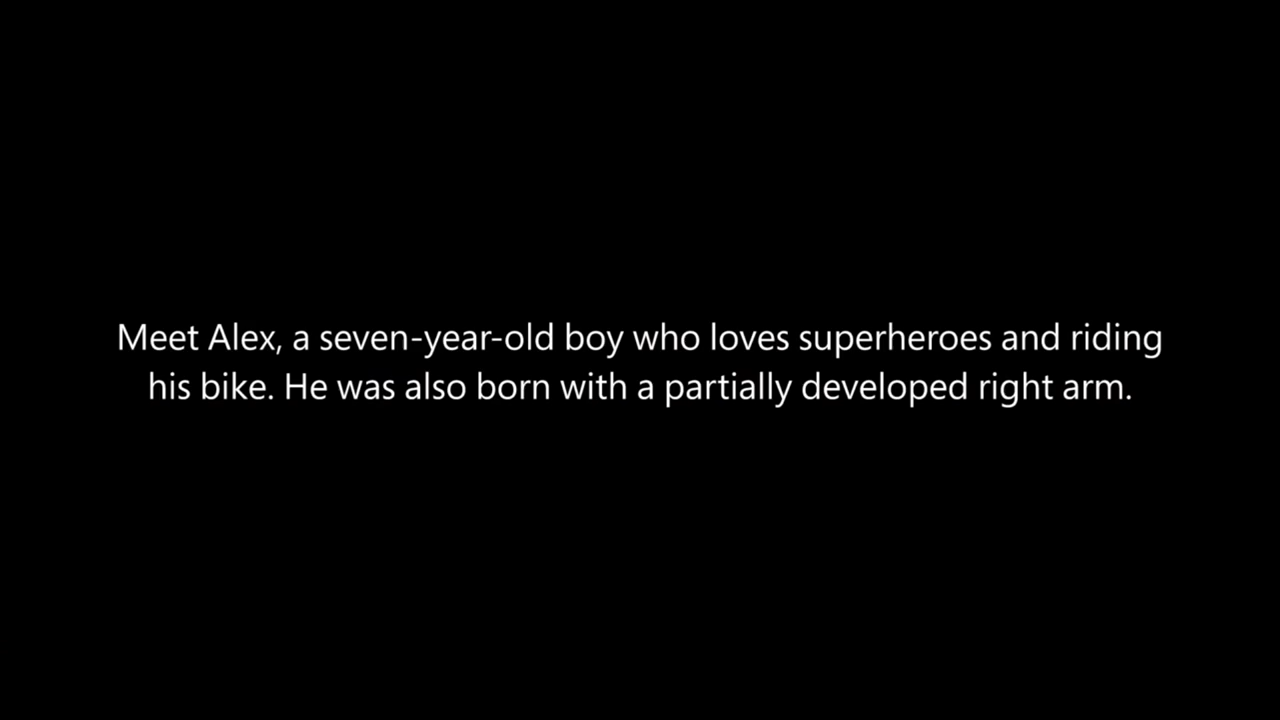 Meet Alex, a seven-year-old boy who loves superheroes and riding
his bike. He was also born with a partially developed right arm.